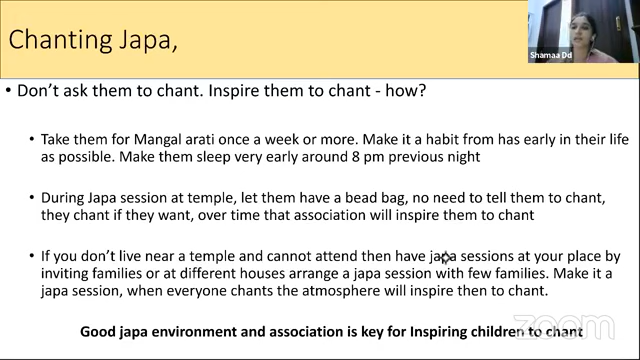 Chanting Japa,
Shamaa Dd
• Don't ask them to chant. Inspire them to chant - how?
• Take them for Mangal arati once a week or more. Make it a habit from has early in their life
as possible. Make them sleep very early around 8 pm previous night
• During Japa session at temple, let them have a bead bag, no need to tell them to chant,
they chant if they want, over time that association will inspire them to chant
• If you don't live near a temple and cannot attend then have japa sessions at your place by
inviting families or at different houses arrange a japa session with few families. Make it a
japa session, when everyone chants the atmosphere will inspire then to chant.
Good japa environment and association is key for Inspiring children to chant
zoom